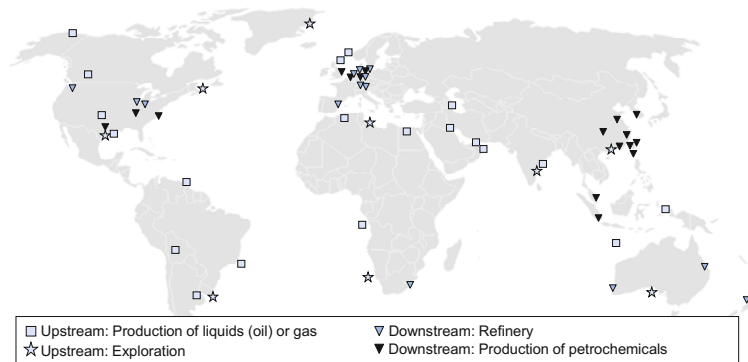 Upstream: Production of liquids (oil) or gas
Downstream: Refinery
Upstream: Exploration
Downstream: Production of petrochemicals